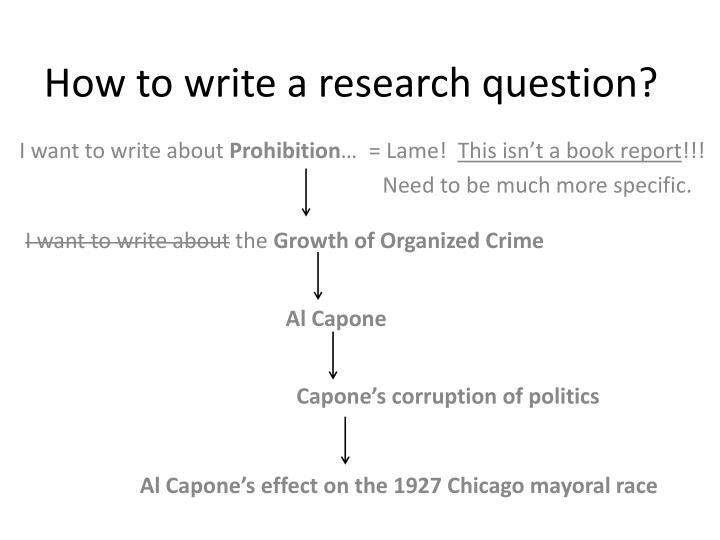 How to write a research question?
I want to write about Prohibition… = Lame! This isn’t a book report!!!
Need to be much more specific.
I want to write about the Growth of Organized Crime
Al Capone
Capone’s corruption of politics
Al Capone’s effect on the 1927 Chicago mayoral race